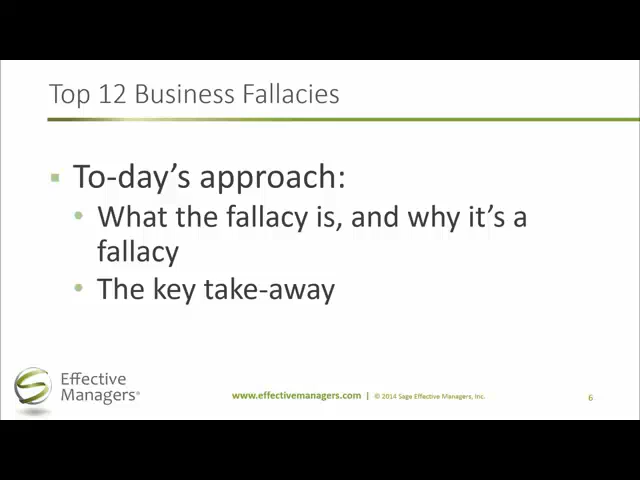 Top 12 Business Fallacies
To-day's approach:
What the fallacy is, and why it's a
fallacy
The key take-away
Effective
Managers®
www.effectivemanagers.com | © 2014 Sage Effective Managers, Inc.
6